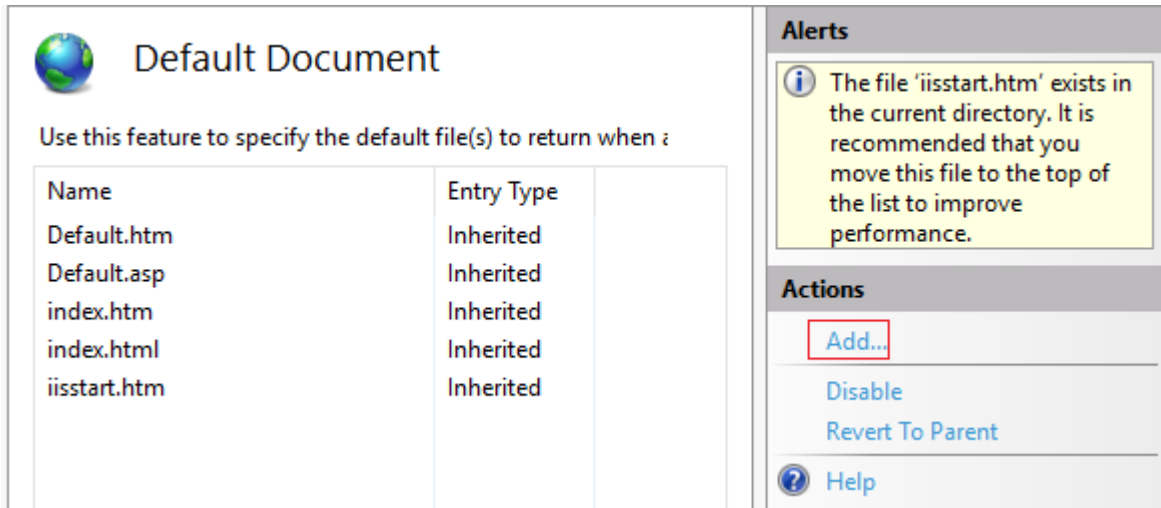 Default Document
Use this feature to specify the default file(s) to return when a
Name Entry Type
Default.htm Inherited
Default.asp Inherited
index.htm Inherited
index.html Inherited
iisstart.htm Inherited
Alerts
The file 'iisstart.htm' exists in
the current directory. It is
recommended that you
move this file to the top of
the list to improve
performance.
Actions
Add...
Disable
Revert To Parent
Help